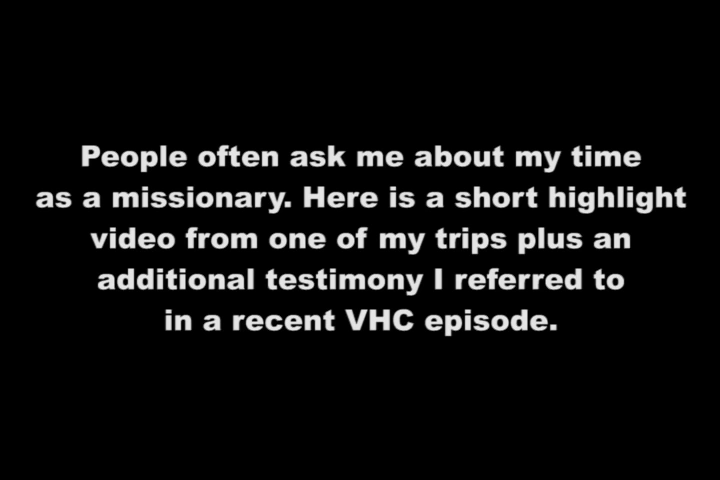 People often ask me about my time
as a missionary. Here is a short highlight
video from one of my trips plus an
additional testimony I referred to
in a recent VHC episode.